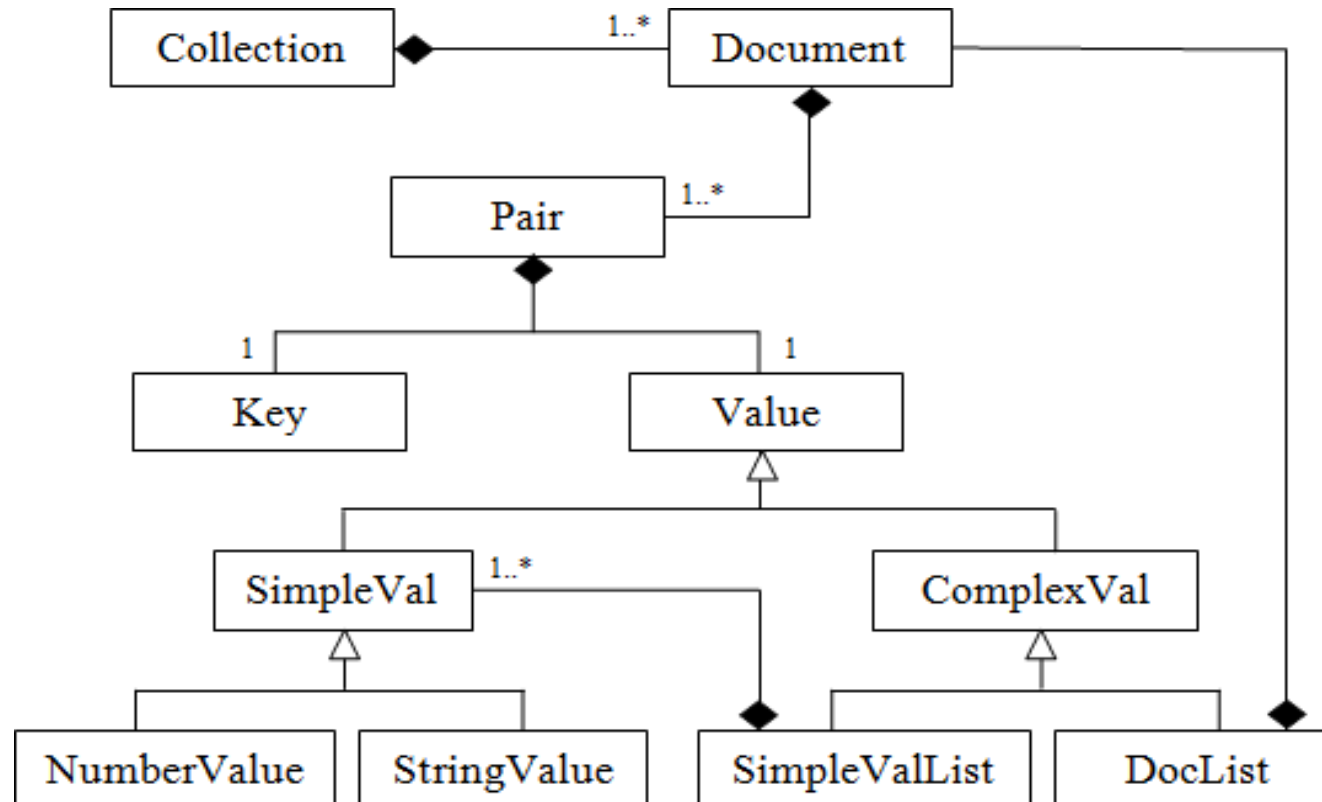 Collection
1..*
Document
Pair
1..*
1
1
Key
Value
SimpleVal
1..*
ComplexVal
NumberValue
StringValue
SimpleValList
DocList